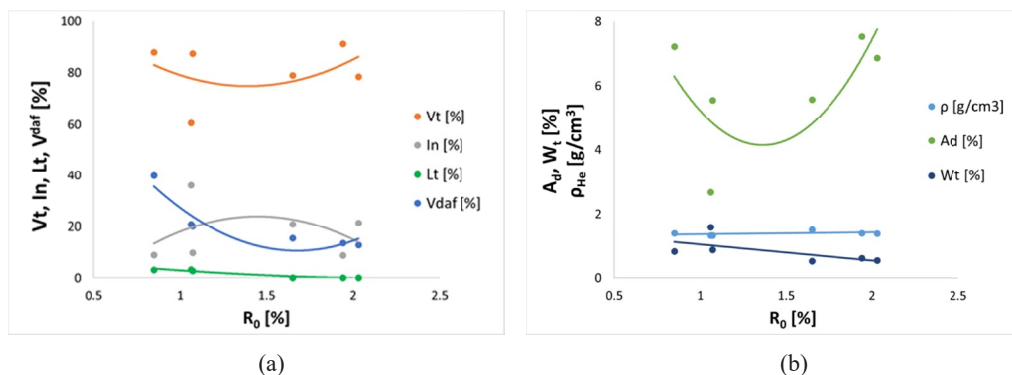 100
80
60
40
20
0
Vt, In, Lt, Vdaf [%]
0.5 1 1.5 2 2.5
R0 [%]
Vt [%]
In [%]
Lt [%]
Vdaf [%]
(a)
8
6
4
2
0
Ad, Wt [%]
ρHe [g/cm³]
0.5 1 1.5 2 2.5
R0 [%]
ρ [g/cm3]
Ad [%]
Wt [%]
(b)